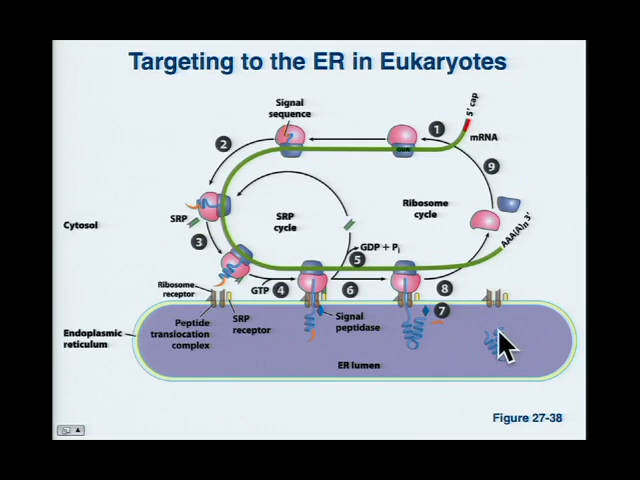 Targeting to the ER in Eukaryotes
Signal
sequence
5′ cap
1
mRNA
2
GUA
9
SRP
Cytosol
SRP
cycle
Ribosome
cycle
AAA(A)n 3′
3
GDP + Pi
5
Ribosome
receptor
GTP
4
6
8
Endoplasmic
reticulum
Peptide
translocation
complex
SRP
receptor
Signal
peptidase
7
ER lumen
Figure 27-38